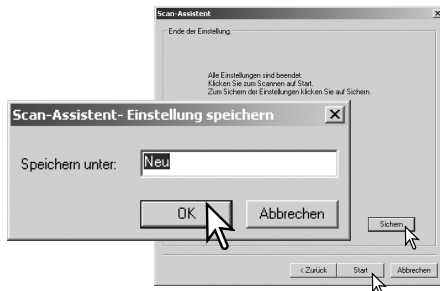 Scan-Assistent
Ende der Einstellung.
Alle Einstellungen sind beendet.
Klicken Sie zum Scannen auf Start.
Zum Sichern der Einstellungen klicken Sie auf Sichern.
Scan-Assistent- Einstellung speichern
Speichern unter: Neu
OK Abbrechen
Sichern
< Zurück Start Abbrechen